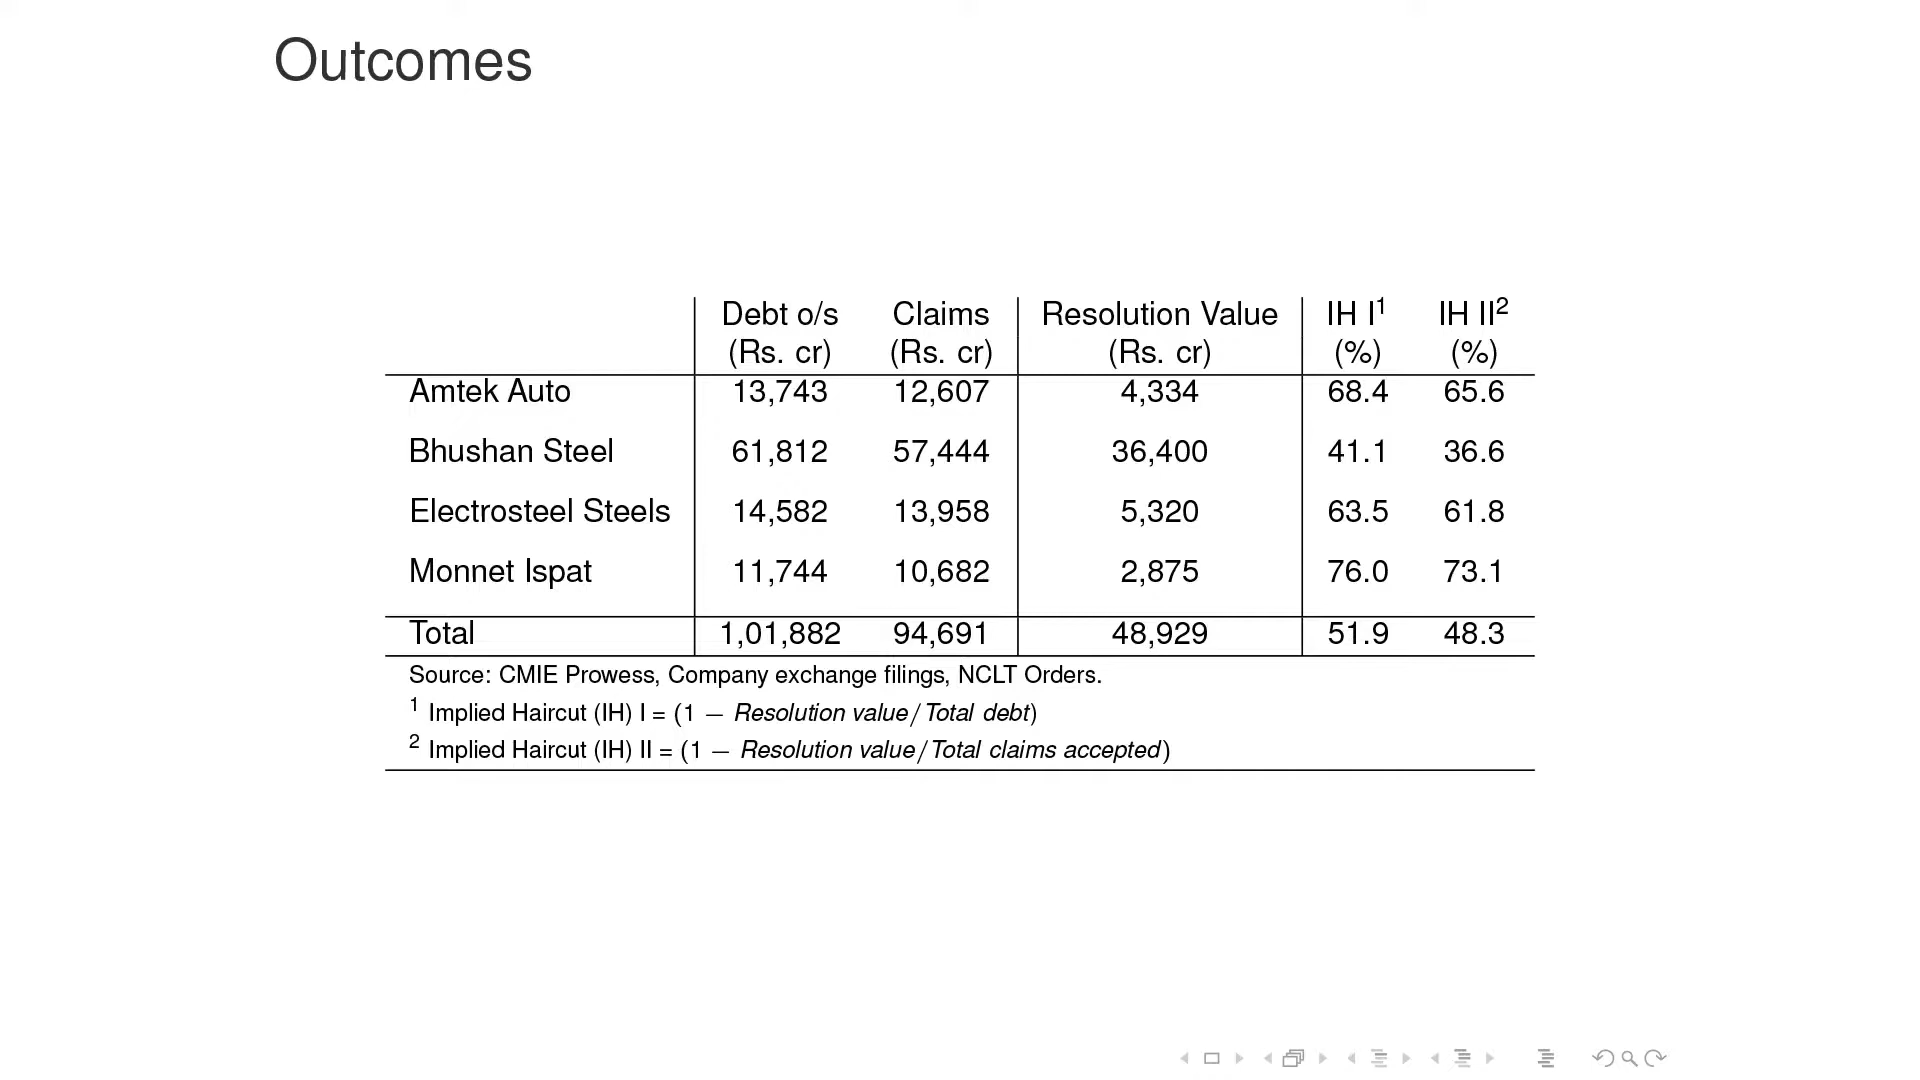 Outcomes
Debt o/s Claims Resolution Value IH I¹ IH II²
(Rs. cr) (Rs. cr) (Rs. cr) (%) (%)
Amtek Auto 13,743 12,607 4,334 68.4 65.6
Bhushan Steel 61,812 57,444 36,400 41.1 36.6
Electrosteel Steels 14,582 13,958 5,320 63.5 61.8
Monnet Ispat 11,744 10,682 2,875 76.0 73.1
Total 1,01,882 94,691 48,929 51.9 48.3
Source: CMIE Prowess, Company exchange filings, NCLT Orders.
¹ Implied Haircut (IH) I = (1 − Resolution value/Total debt)
² Implied Haircut (IH) II = (1 − Resolution value/Total claims accepted)